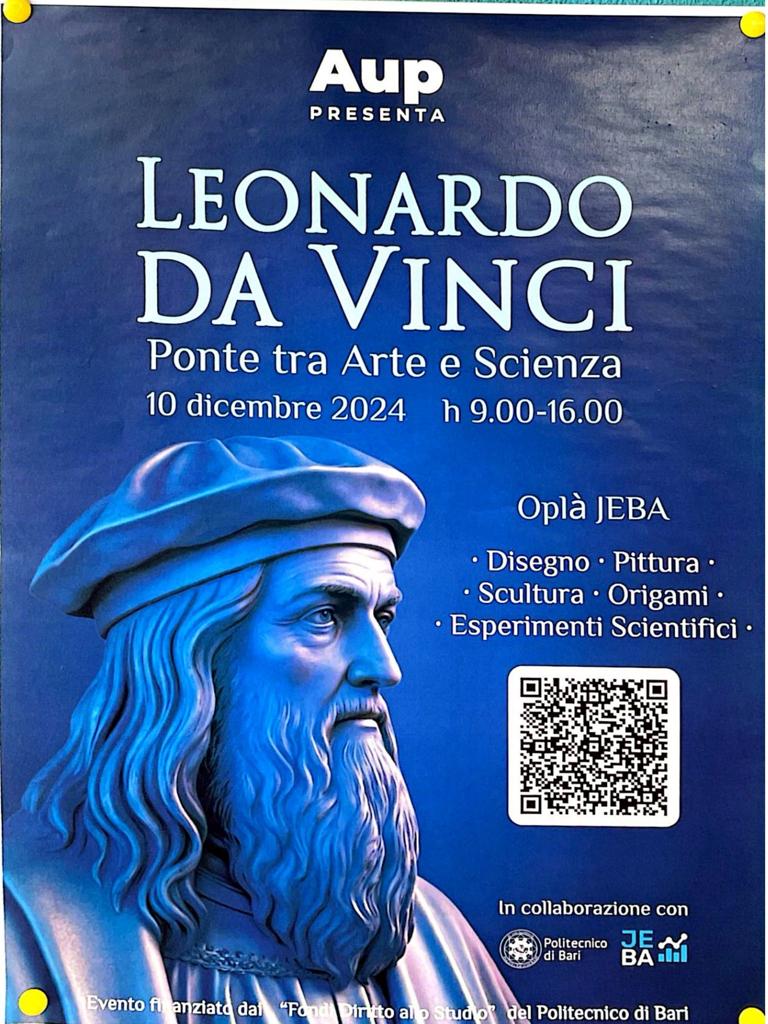 Aup
PRESENTA
LEONARDO
DA VINCI
Ponte tra Arte e Scienza
10 dicembre 2024 h 9.00-16.00
Oplà JEBA
· Disegno · Pittura ·
· Scultura · Origami ·
· Esperimenti Scientifici ·
In collaborazione con
Politecnico
di Bari
JE
BA
Evento finanziato dai "Fondi Diritto allo Studio" del Politecnico di Bari